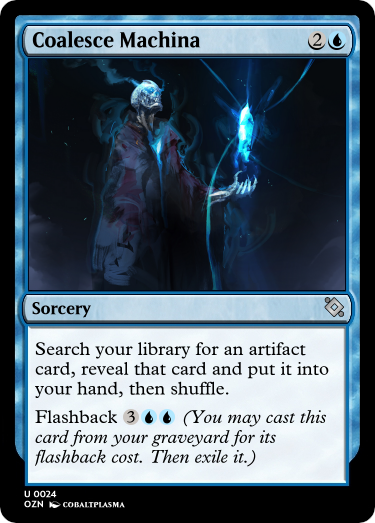 Coalesce Machina 2
Sorcery
Search your library for an artifact
card, reveal that card and put it into
your hand, then shuffle.
Flashback 3 (You may cast this
card from your graveyard for its
flashback cost. Then exile it.)
U 0024
OZN COBALTPLASMA